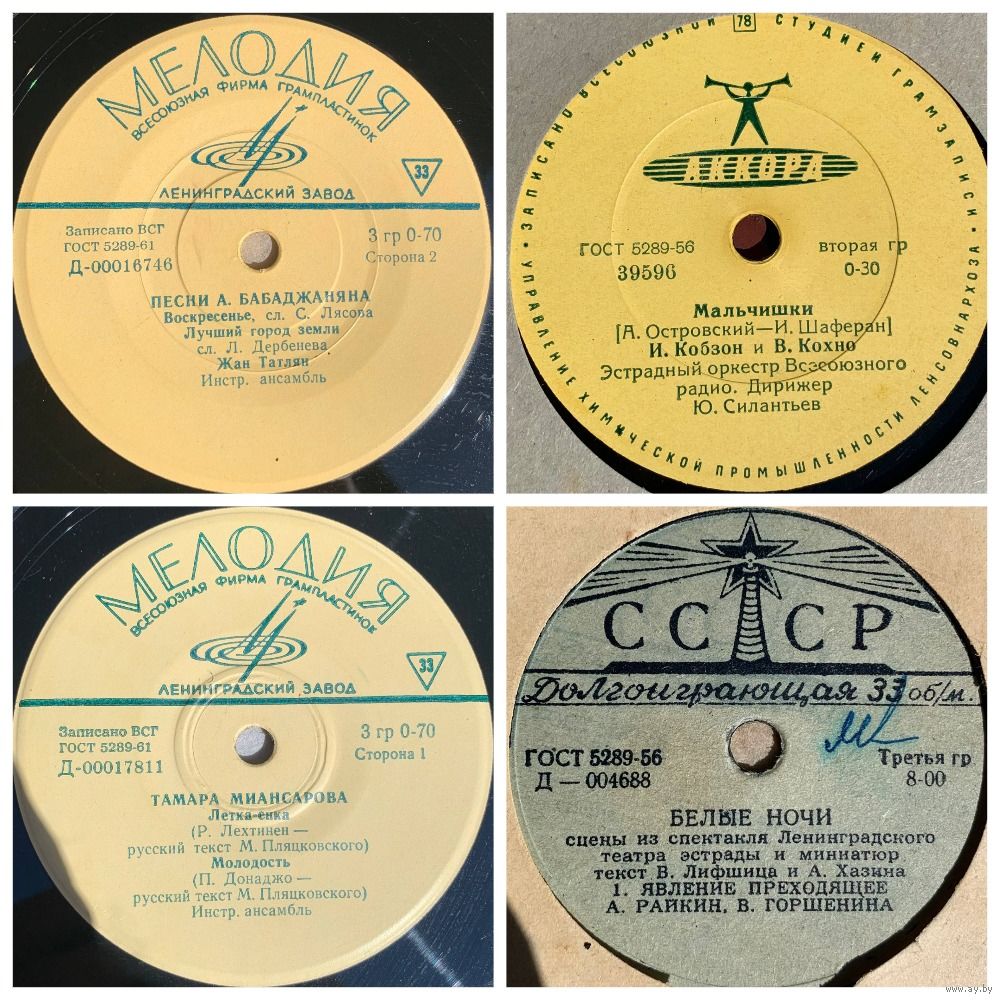 МЕЛОДИЯ
ВСЕСОЮЗНАЯ ФИРМА ГРАМПЛАСТИНОК
33
ЛЕНИНГРАДСКИЙ ЗАВОД
Записано ВСГ
ГОСТ 5289-61
Д-00016746
3 гр 0-70
Сторона 2
ПЕСНИ А. БАБАДЖАНЯНА
Воскресенье, сл. С. Лясова
Лучший город земли
сл. Л. Дербенева
Жан Татлян
Инстр. ансамбль
78
• ЗАПИСАНО ВСЕСОЮЗНОЙ СТУДИЕЙ ГРАМЗАПИСИ •
УПРАВЛЕНИЕ ХИМИЧЕСКОЙ ПРОМЫШЛЕННОСТИ ЛЕНСОВНАРХОЗА
АККОРД
ГОСТ 5289-56
39596
вторая гр
0-30
Мальчишки
[А. Островский—И. Шаферан]
И. Кобзон и В. Кохно
Эстрадный оркестр Всесоюзного
радио. Дирижер
Ю. Силантьев
МЕЛОДИЯ
ВСЕСОЮЗНАЯ ФИРМА ГРАМПЛАСТИНОК
33
ЛЕНИНГРАДСКИЙ ЗАВОД
Записано ВСГ
ГОСТ 5289-61
Д-00017811
3 гр 0-70
Сторона 1
ТАМАРА МИАНСАРОВА
Летка-енка
(Р. Лехтинен —
русский текст М. Пляцковского)
Молодость
(П. Донаджо—
русский текст М. Пляцковского)
Инстр. ансамбль
СССР
Долгоиграющая 33 об/м.
ГОСТ 5289-56
Д — 004688
Третья гр
8-00
БЕЛЫЕ НОЧИ
сцены из спектакля Ленинградского
театра эстрады и миниатюр
текст В. Лифшица и А. Хазина
1. ЯВЛЕНИЕ ПРЕХОДЯЩЕЕ
А. РАЙКИН, В. ГОРШЕНИНА
www.ay.by